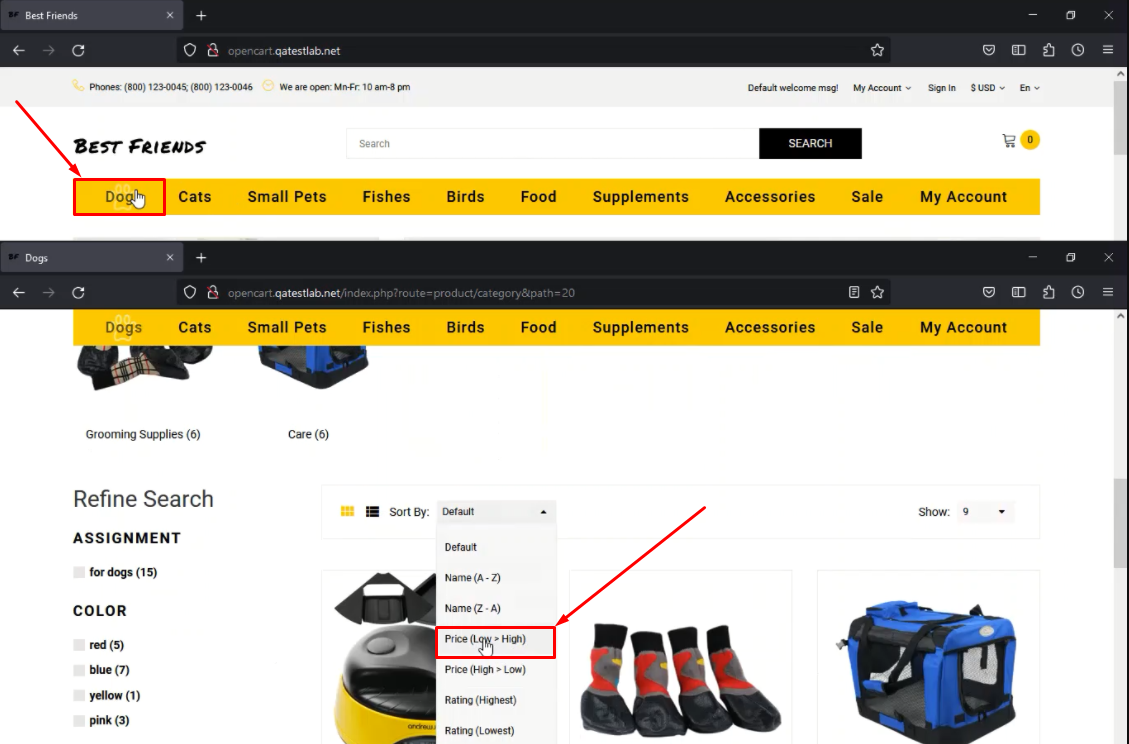 Best Friends
opencart.qatestlab.net
Phones: (800) 123-0045; (800) 123-0046 We are open: Mn-Fr: 10 am-8 pm Default welcome msg! My Account Sign In $ USD En
BEST FRIENDS Search SEARCH 0
Dogs Cats Small Pets Fishes Birds Food Supplements Accessories Sale My Account
Dogs
opencart.qatestlab.net/index.php?route=product/category&path=20
Dogs Cats Small Pets Fishes Birds Food Supplements Accessories Sale My Account
Grooming Supplies (6) Care (6)
Refine Search
Sort By: Default Show: 9
ASSIGNMENT
Default
for dogs (15)
Name (A - Z)
COLOR
Name (Z - A)
red (5)
Price (Low > High)
blue (7)
Price (High > Low)
yellow (1)
Rating (Highest)
pink (3)
Rating (Lowest)